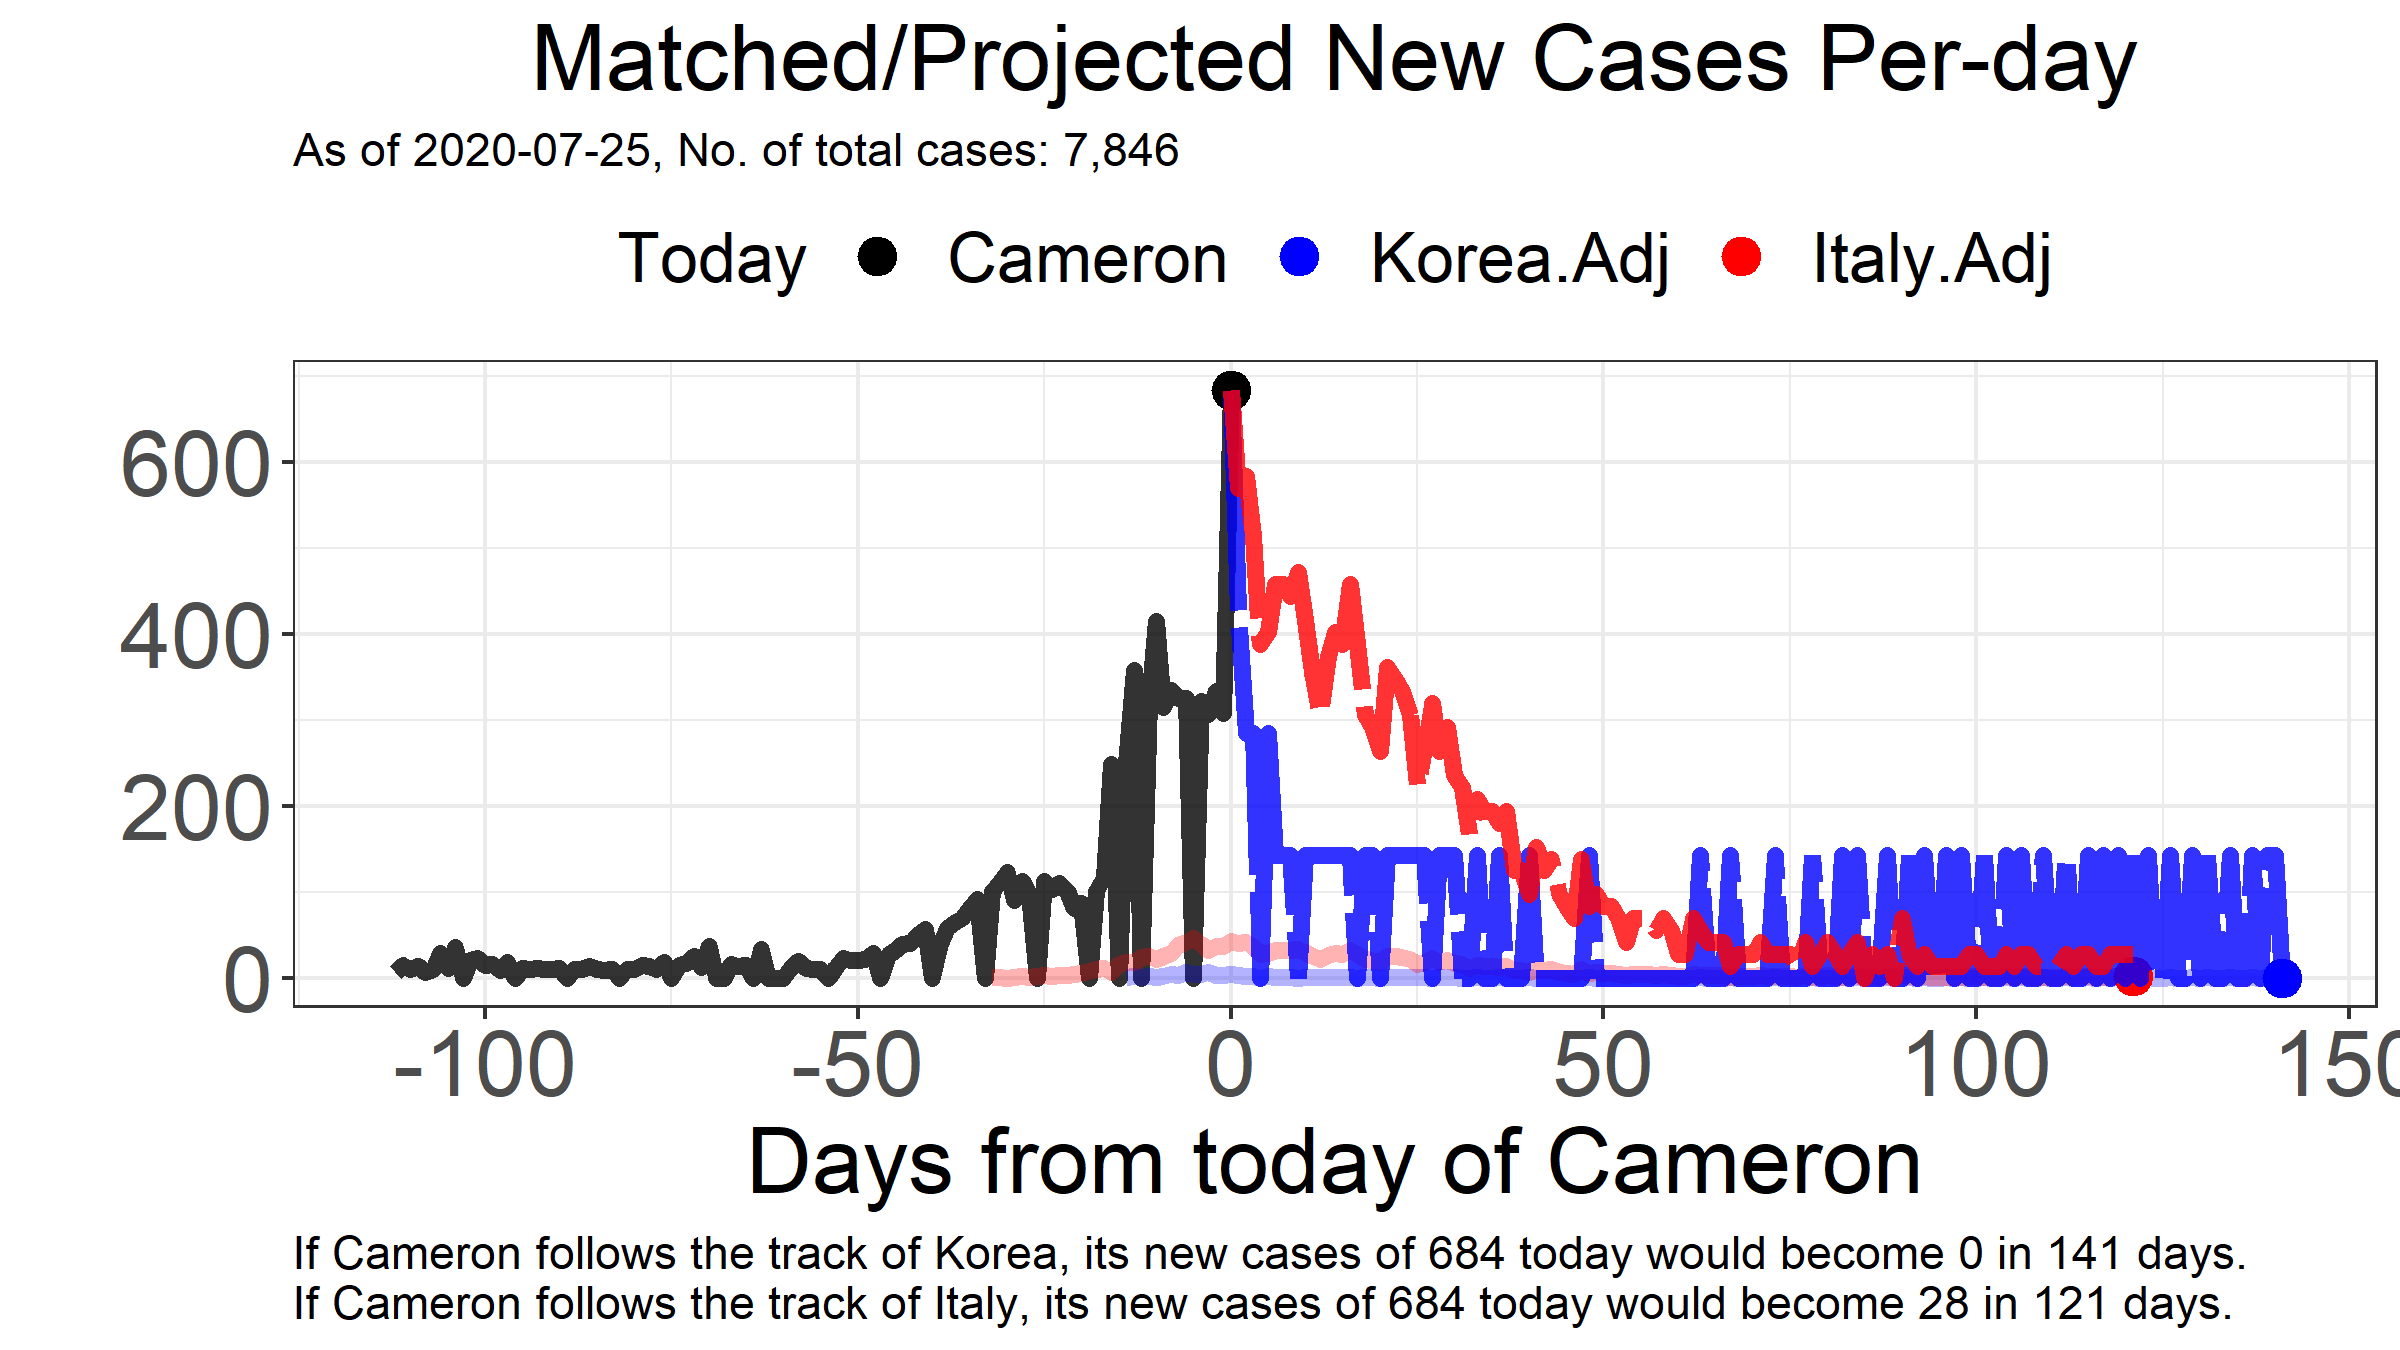 Matched/Projected New Cases Per-day
As of 2020-07-25, No. of total cases: 7,846
Today Cameron Korea.Adj Italy.Adj
600
400
200
0
-100 -50 0 50 100 150
Days from today of Cameron
If Cameron follows the track of Korea, its new cases of 684 today would become 0 in 141 days.
If Cameron follows the track of Italy, its new cases of 684 today would become 28 in 121 days.